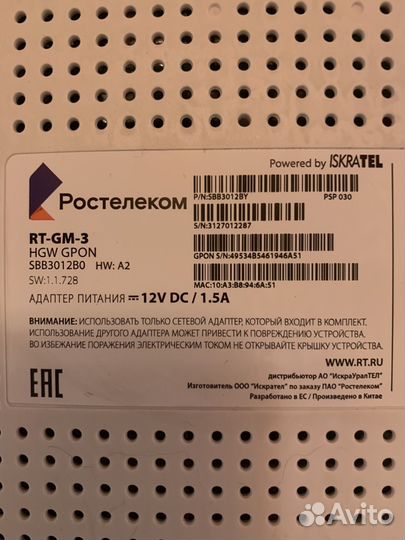 Powered by ISKRATEL
Ростелеком
P/N:SBB3012BY PSP 030
S/N:3127012287
GPON S/N:49534B5461946A51
MAC:10:A3:B8:94:6A:51
RT-GM-3
HGW GPON
SBB3012B0 HW: A2
SW:1.1.728
АДАПТЕР ПИТАНИЯ 12V DC / 1.5A
ВНИМАНИЕ: ИСПОЛЬЗОВАТЬ ТОЛЬКО СЕТЕВОЙ АДАПТЕР, КОТОРЫЙ ВХОДИТ В КОМПЛЕКТ.
ИСПОЛЬЗОВАНИЕ ДРУГОГО АДАПТЕРА МОЖЕТ ПРИВЕСТИ К ПОВРЕЖДЕНИЮ УСТРОЙСТВА.
ВО ИЗБЕЖАНИЕ ПОРАЖЕНИЯ ЭЛЕКТРИЧЕСКИМ ТОКОМ НЕ ОТКРЫВАЙТЕ КРЫШКУ УСТРОЙСТВА.
WWW.RT.RU
дистрибьютор АО "ИскраУралТЕЛ"
Изготовитель ООО "Искрател" по заказу ПАО "Ростелеком"
Разработано в ЕС / Произведено в Китае
EAC
Avito